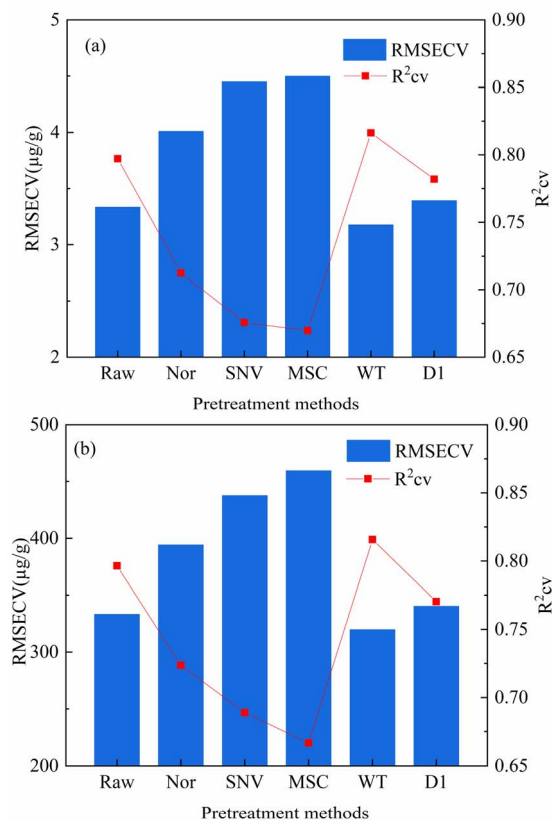 (a)
RMSECV
R²cv
RMSECV(μg/g)
5
4
3
2
0.90
0.85
0.80
0.75
0.70
0.65
R²cv
Raw Nor SNV MSC WT D1
Pretreatment methods
(b)
RMSECV
R²cv
RMSECV(μg/g)
500
400
300
200
0.90
0.85
0.80
0.75
0.70
0.65
R²cv
Raw Nor SNV MSC WT D1
Pretreatment methods